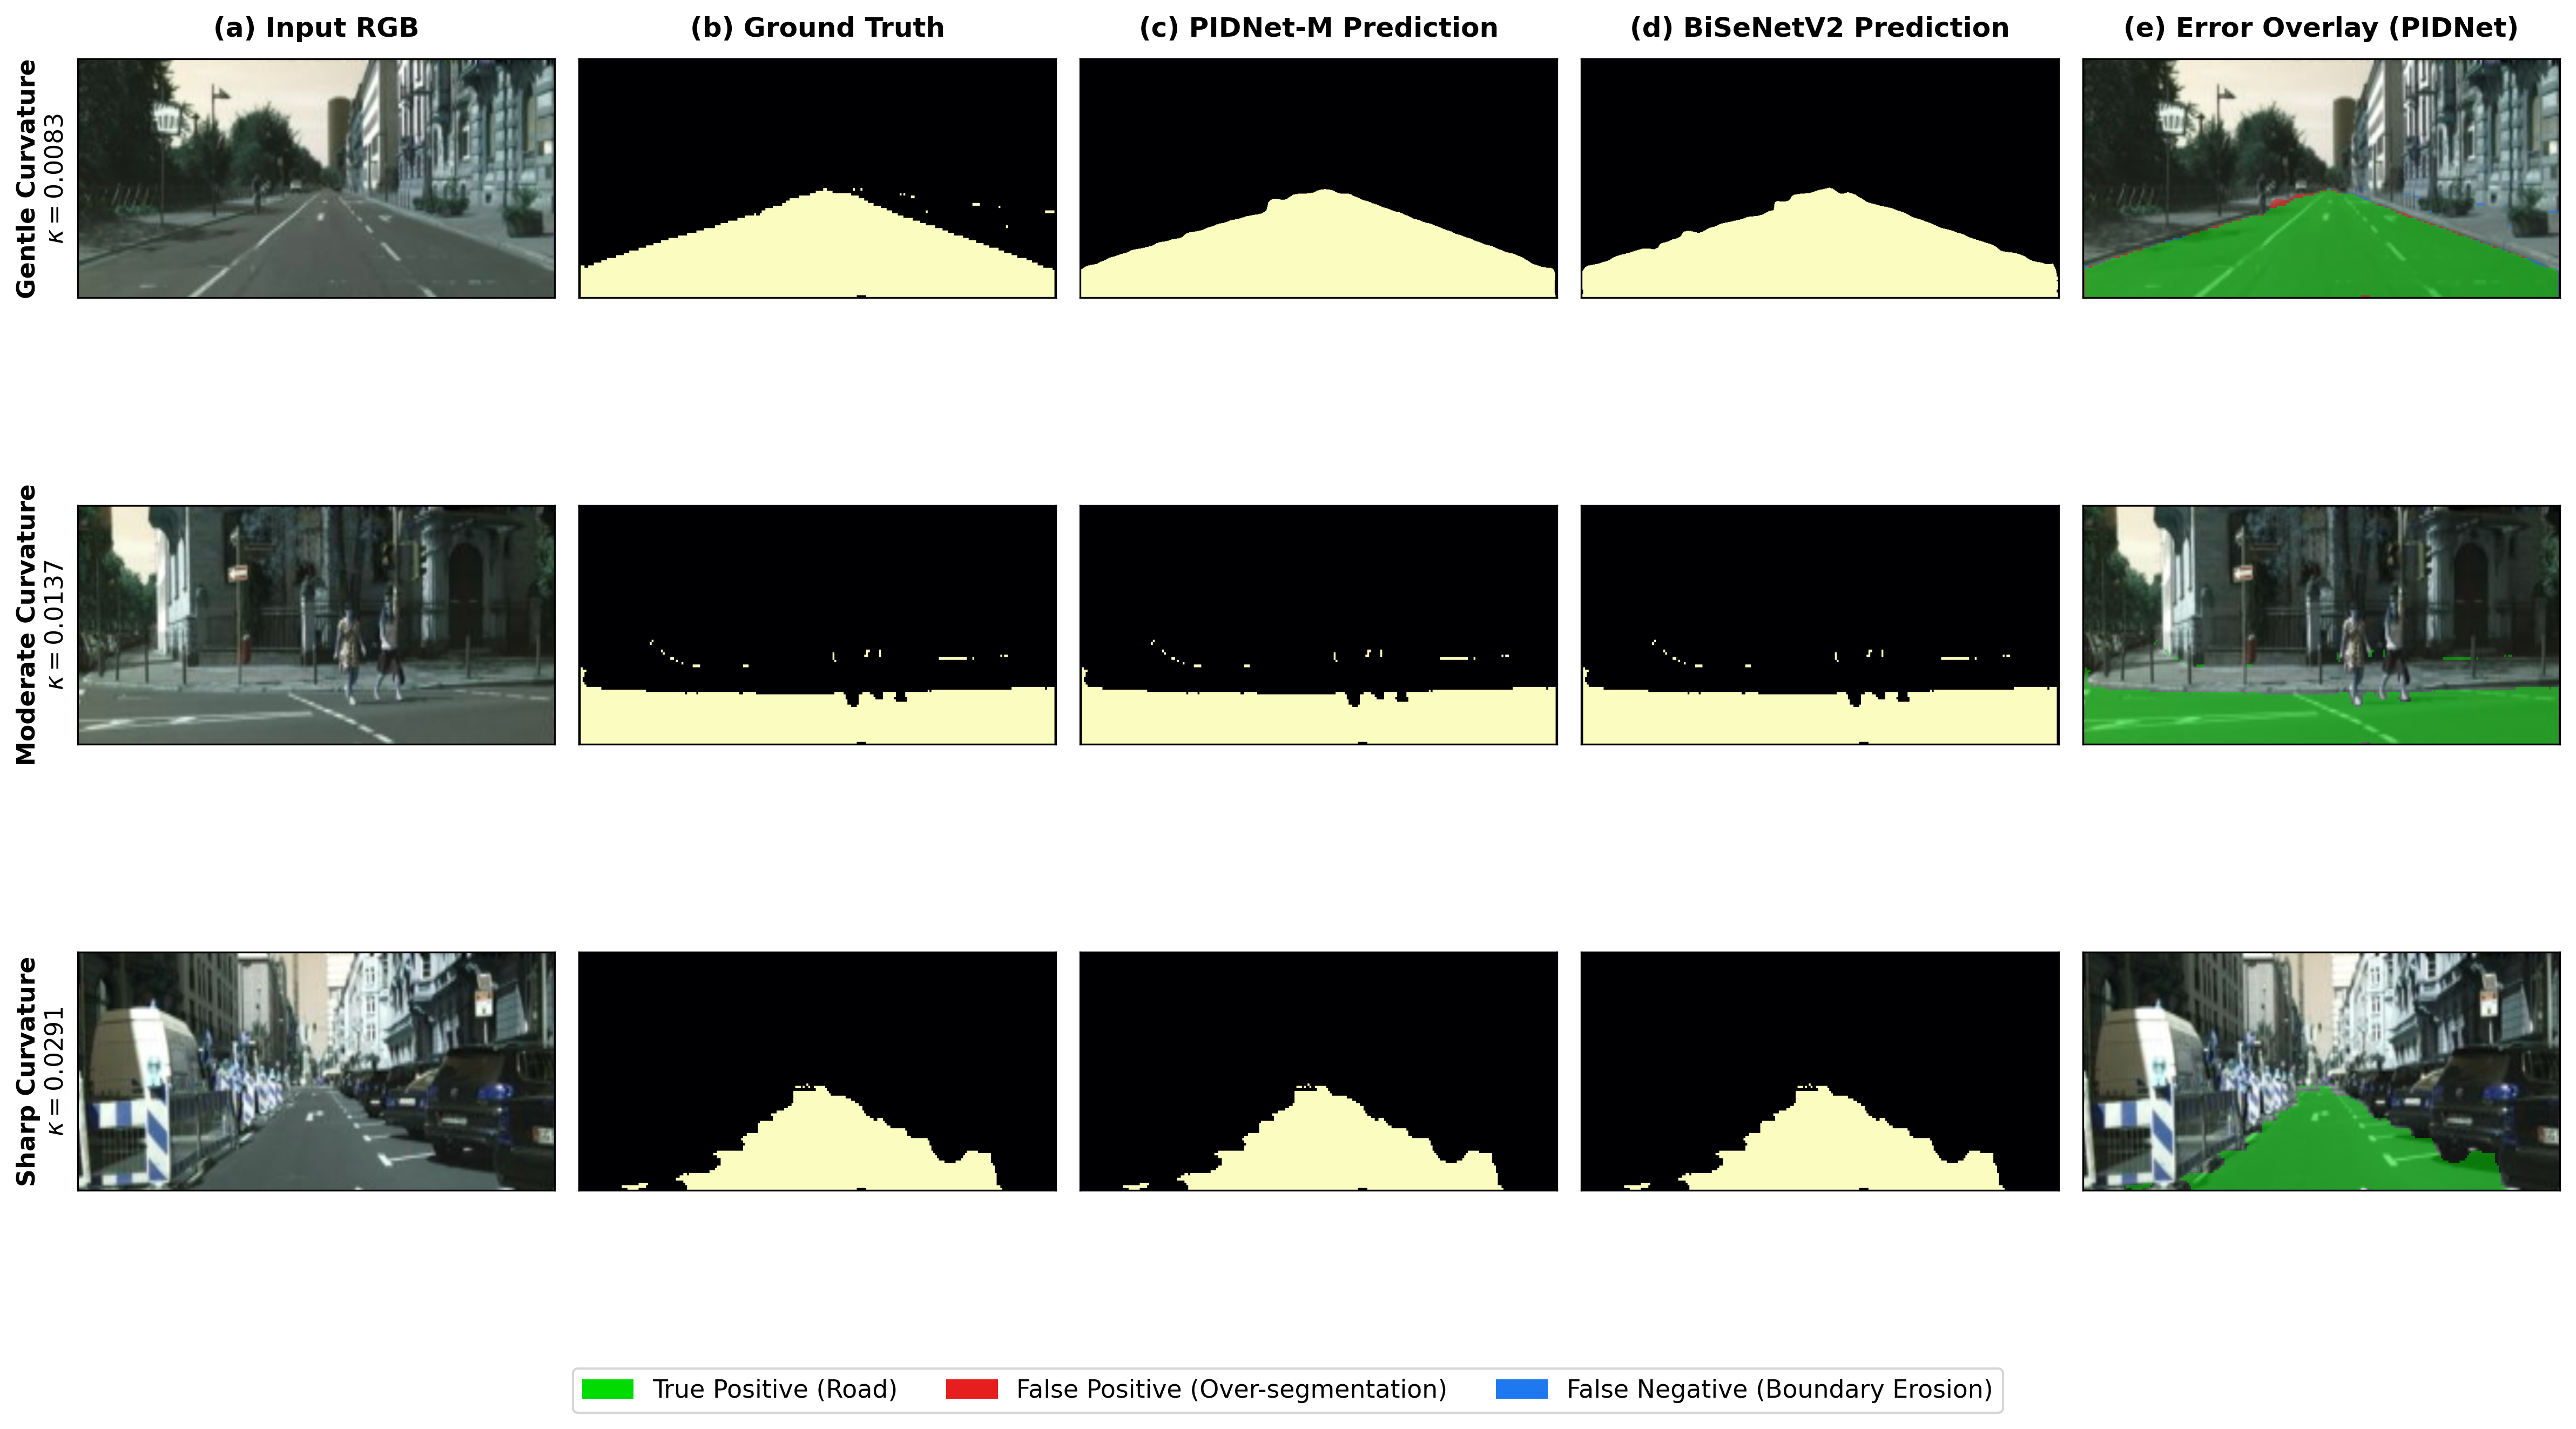 (a) Input RGB
(b) Ground Truth
(c) PIDNet-M Prediction
(d) BiSeNetV2 Prediction
(e) Error Overlay (PIDNet)
Gentle Curvature
κ = 0.0083
Moderate Curvature
κ = 0.0137
Sharp Curvature
κ = 0.0291
True Positive (Road)
False Positive (Over-segmentation)
False Negative (Boundary Erosion)